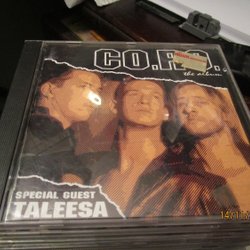 CO.RO.
the album
SPECIAL GUEST
TALEESA